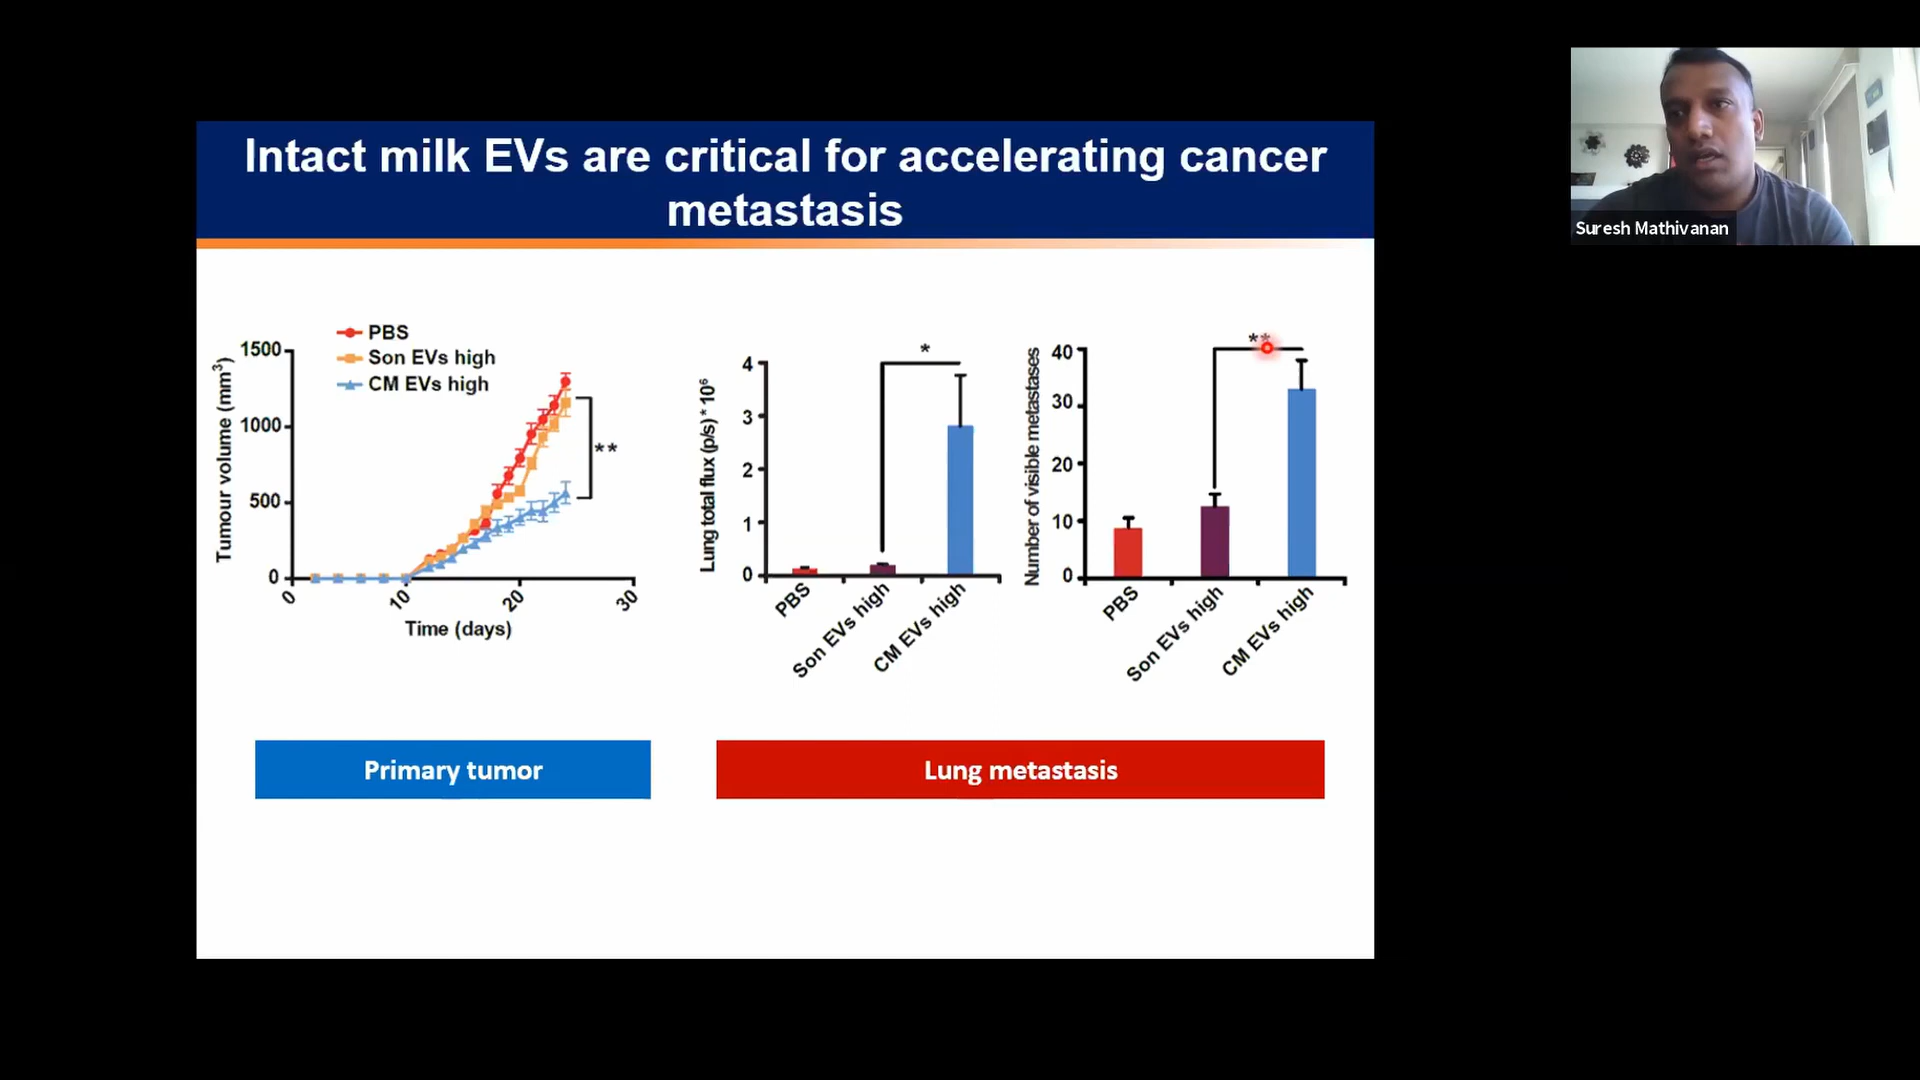 Intact milk EVs are critical for accelerating cancer
metastasis
Suresh Mathivanan
PBS
Son EVs high
CM EVs high
Tumour volume (mm³)
1500
1000
500
0
**
0
10
20
30
Time (days)
Lung total flux (p/s) * 10⁶
4
3
2
1
0
*
PBS
Son EVs high
CM EVs high
Number of visible metastases
40
30
20
10
0
**
PBS
Son EVs high
CM EVs high
Primary tumor
Lung metastasis